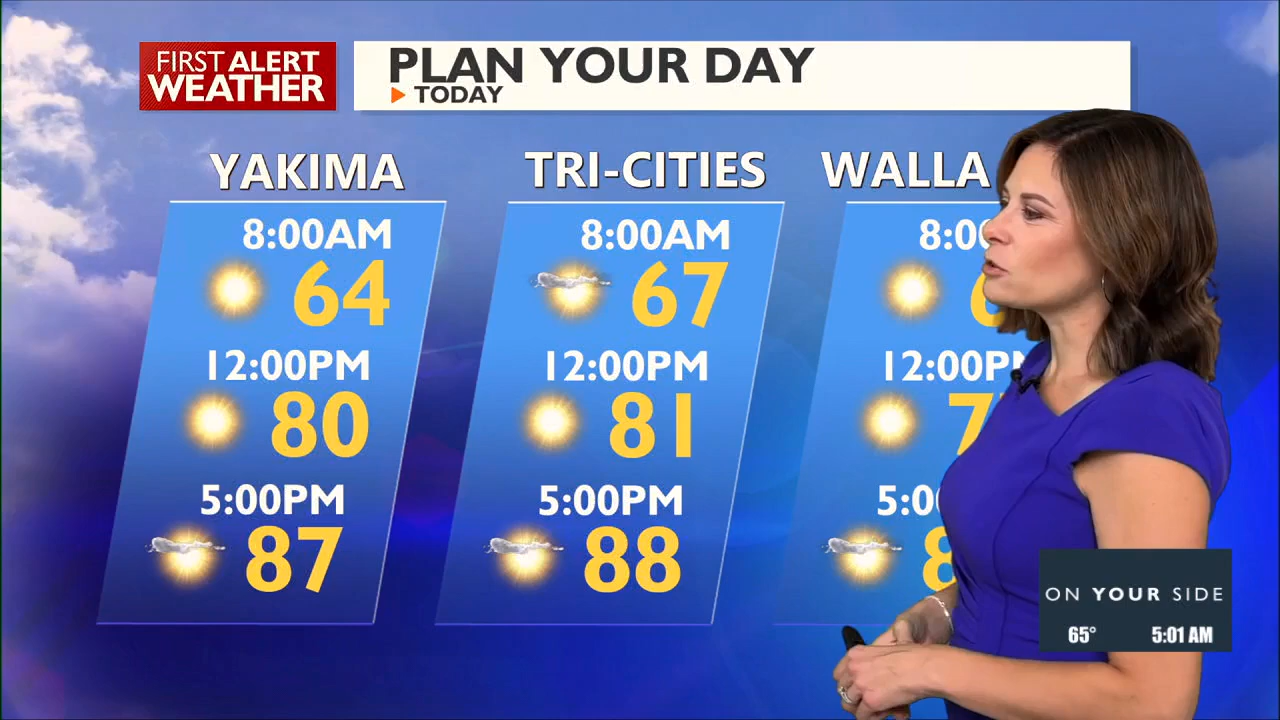 FIRST ALERT
WEATHER
PLAN YOUR DAY
TODAY
YAKIMA
8:00AM
64
12:00PM
80
5:00PM
87
TRI-CITIES
8:00AM
67
12:00PM
81
5:00PM
88
WALLA
ON YOUR SIDE
65° 5:01 AM